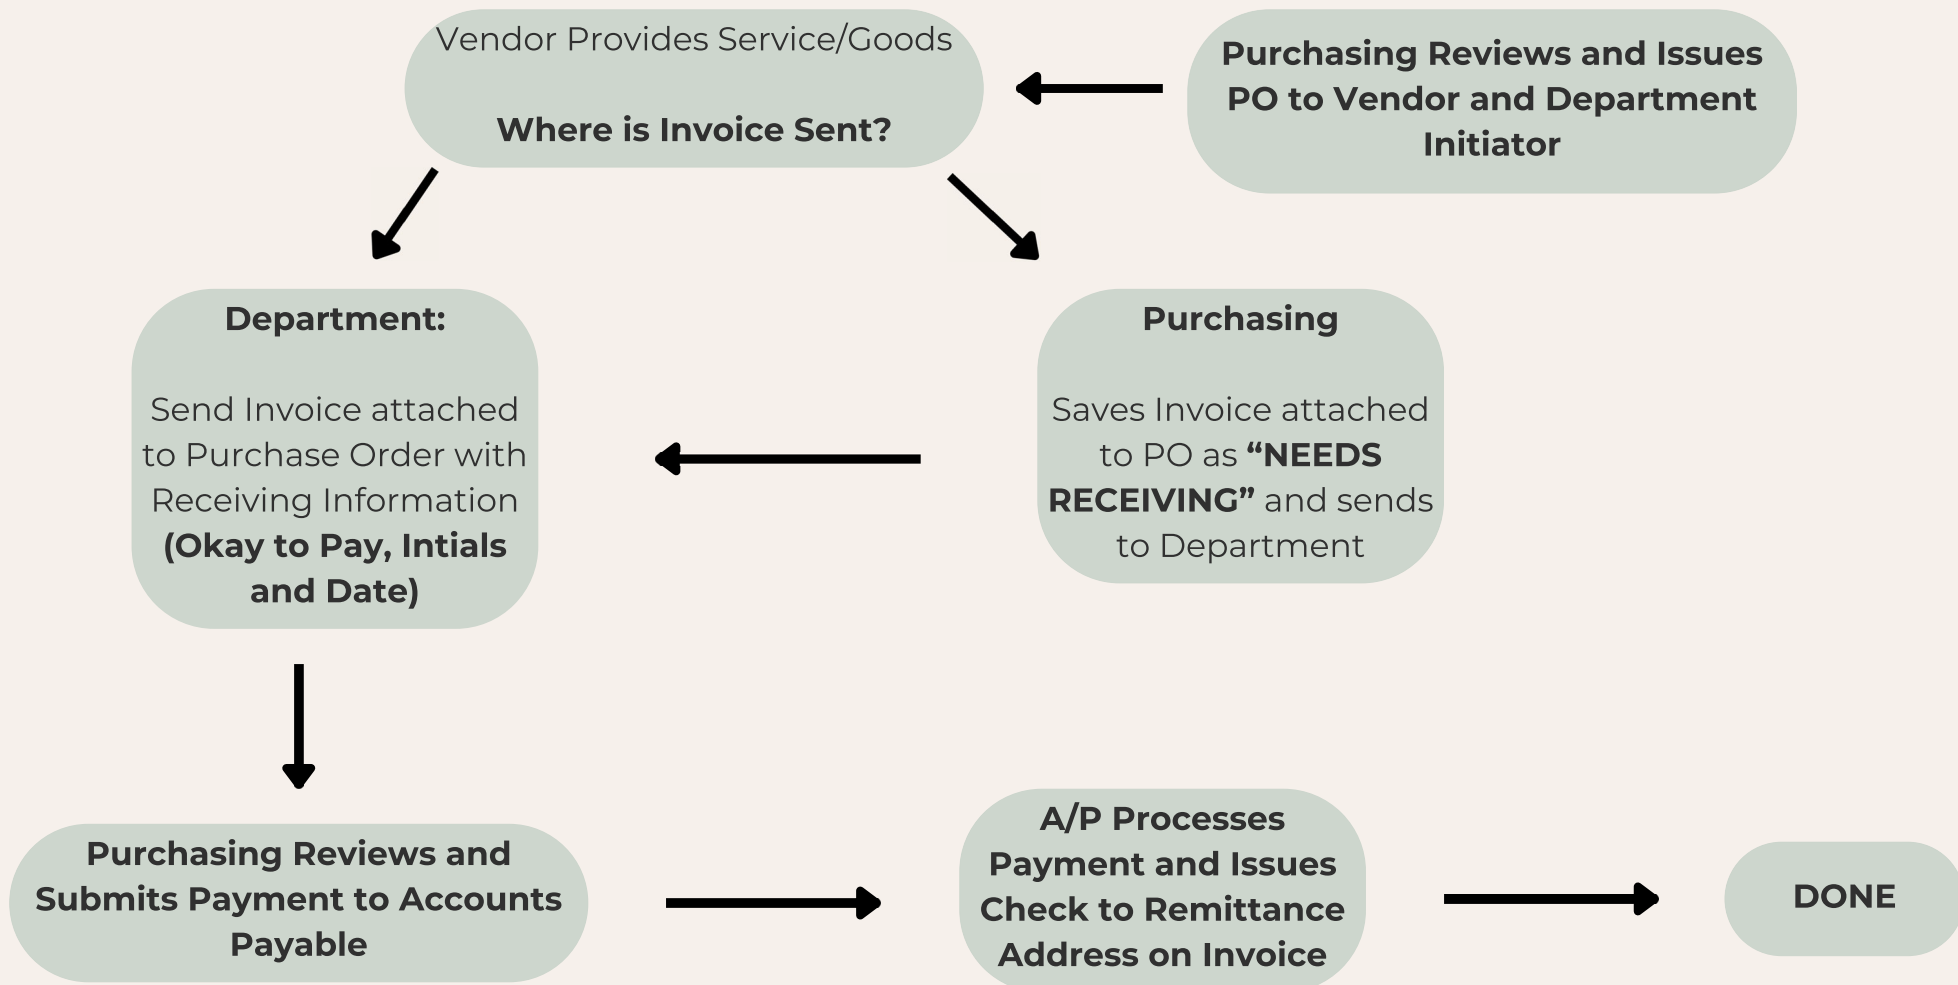 Vendor Provides Service/Goods
Where is Invoice Sent?
Purchasing Reviews and Issues
PO to Vendor and Department
Initiator
Department:
Send Invoice attached
to Purchase Order with
Receiving Information
(Okay to Pay, Intials
and Date)
Purchasing
Saves Invoice attached
to PO as “NEEDS
RECEIVING” and sends
to Department
Purchasing Reviews and
Submits Payment to Accounts
Payable
A/P Processes
Payment and Issues
Check to Remittance
Address on Invoice
DONE